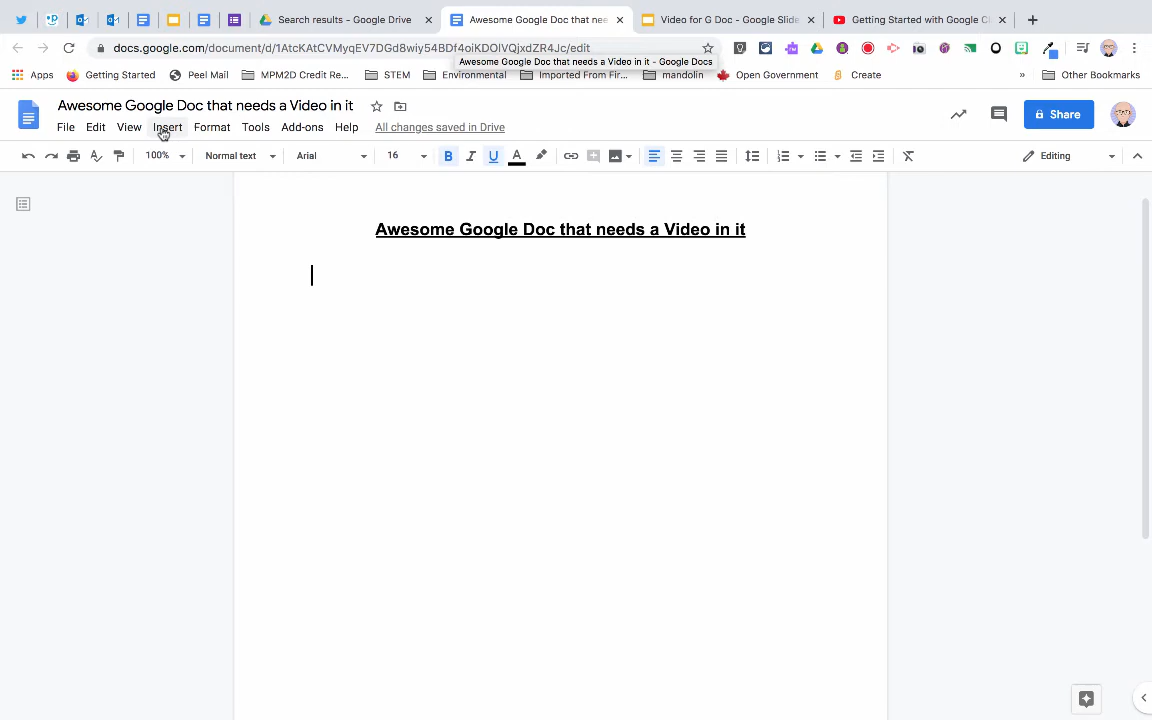 Search results - Google Drive
Awesome Google Doc that nee
Video for G Doc - Google Slide
Getting Started with Google Cl
docs.google.com/document/d/1AtcKAtCVMyqEV7DGd8wiy54BDf4oiKDOlVQjxdZR4Jc/edit
Awesome Google Doc that needs a Video in it - Google Docs
Apps Getting Started Peel Mail MPM2D Credit Re... STEM Environmental Imported From Fir... mandolin Open Government Create » Other Bookmarks
Awesome Google Doc that needs a Video in it
File Edit View Insert Format Tools Add-ons Help All changes saved in Drive
Share
100% Normal text Arial 16 B I U A Editing
Awesome Google Doc that needs a Video in it